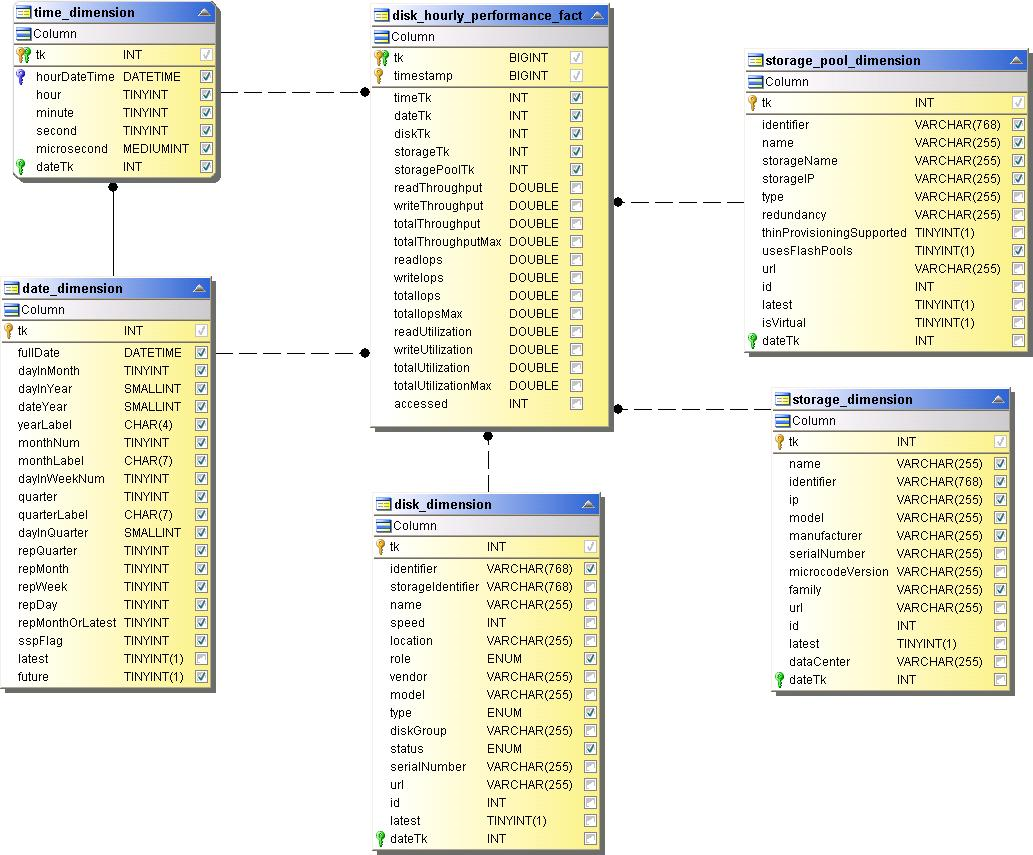 time_dimension
Column
tk INT
hourDateTime DATETIME
hour TINYINT
minute TINYINT
second TINYINT
microsecond MEDIUMINT
dateTk INT
disk_hourly_performance_fact
Column
tk BIGINT
timestamp BIGINT
timeTk INT
dateTk INT
diskTk INT
storageTk INT
storagePoolTk INT
readThroughput DOUBLE
writeThroughput DOUBLE
totalThroughput DOUBLE
totalThroughputMax DOUBLE
readIops DOUBLE
writeIops DOUBLE
totalIops DOUBLE
totalIopsMax DOUBLE
readUtilization DOUBLE
writeUtilization DOUBLE
totalUtilization DOUBLE
totalUtilizationMax DOUBLE
accessed INT
storage_pool_dimension
Column
tk INT
identifier VARCHAR(768)
name VARCHAR(255)
storageName VARCHAR(255)
storageIP VARCHAR(255)
type VARCHAR(255)
redundancy VARCHAR(255)
thinProvisioningSupported TINYINT(1)
usesFlashPools TINYINT(1)
url VARCHAR(255)
id INT
latest TINYINT(1)
isVirtual TINYINT(1)
dateTk INT
date_dimension
Column
tk INT
fullDate DATETIME
dayInMonth TINYINT
dayInYear SMALLINT
dateYear SMALLINT
yearLabel CHAR(4)
monthNum TINYINT
monthLabel CHAR(7)
dayInWeekNum TINYINT
quarter TINYINT
quarterLabel CHAR(7)
dayInQuarter SMALLINT
repQuarter TINYINT
repMonth TINYINT
repWeek TINYINT
repDay TINYINT
repMonthOrLatest TINYINT
sspFlag TINYINT
latest TINYINT(1)
future TINYINT(1)
disk_dimension
Column
tk INT
identifier VARCHAR(768)
storageIdentifier VARCHAR(768)
name VARCHAR(255)
speed INT
location VARCHAR(255)
role ENUM
vendor VARCHAR(255)
model VARCHAR(255)
type ENUM
diskGroup VARCHAR(255)
status ENUM
serialNumber VARCHAR(255)
url VARCHAR(255)
id INT
latest TINYINT(1)
dateTk INT
storage_dimension
Column
tk INT
name VARCHAR(255)
identifier VARCHAR(768)
ip VARCHAR(255)
model VARCHAR(255)
manufacturer VARCHAR(255)
serialNumber VARCHAR(255)
microcodeVersion VARCHAR(255)
family VARCHAR(255)
url VARCHAR(255)
id INT
latest TINYINT(1)
dataCenter VARCHAR(255)
dateTk INT